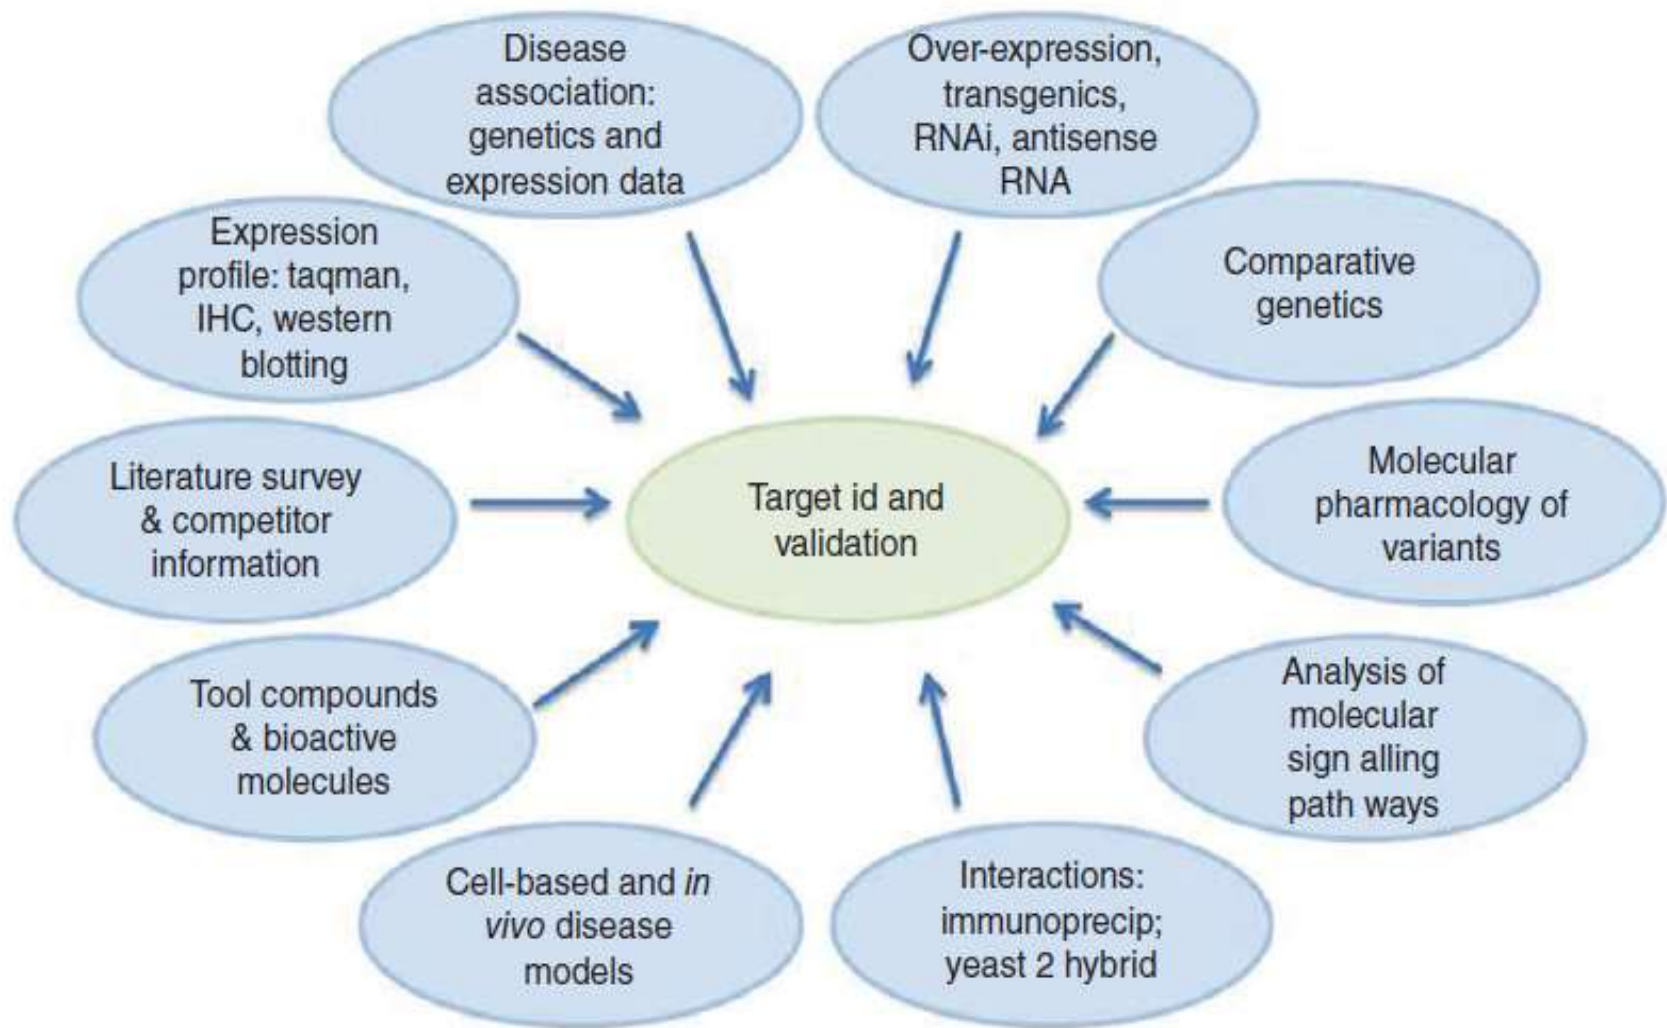 Disease
association:
genetics and
expression data
Over-expression,
transgenics,
RNAi, antisense
RNA
Expression
profile: taqman,
IHC, western
blotting
Comparative
genetics
Literature survey
& competitor
information
Target id and
validation
Molecular
pharmacology of
variants
Tool compounds
& bioactive
molecules
Analysis of
molecular
sign alling
path ways
Cell-based and in
vivo disease
models
Interactions:
immunoprecip;
yeast 2 hybrid